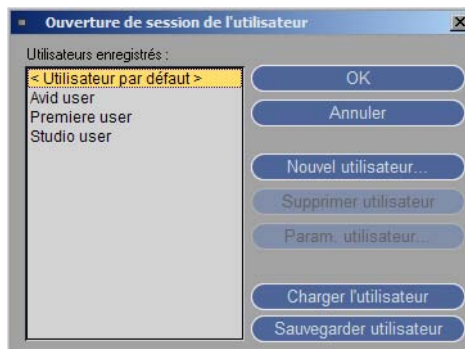 Ouverture de session de l'utilisateur
Utilisateurs enregistrés :
< Utilisateur par défaut >
Avid user
Premiere user
Studio user
OK
Annuler
Nouvel utilisateur...
Supprimer utilisateur
Param. utilisateur...
Charger l'utilisateur
Sauvegarder utilisateur